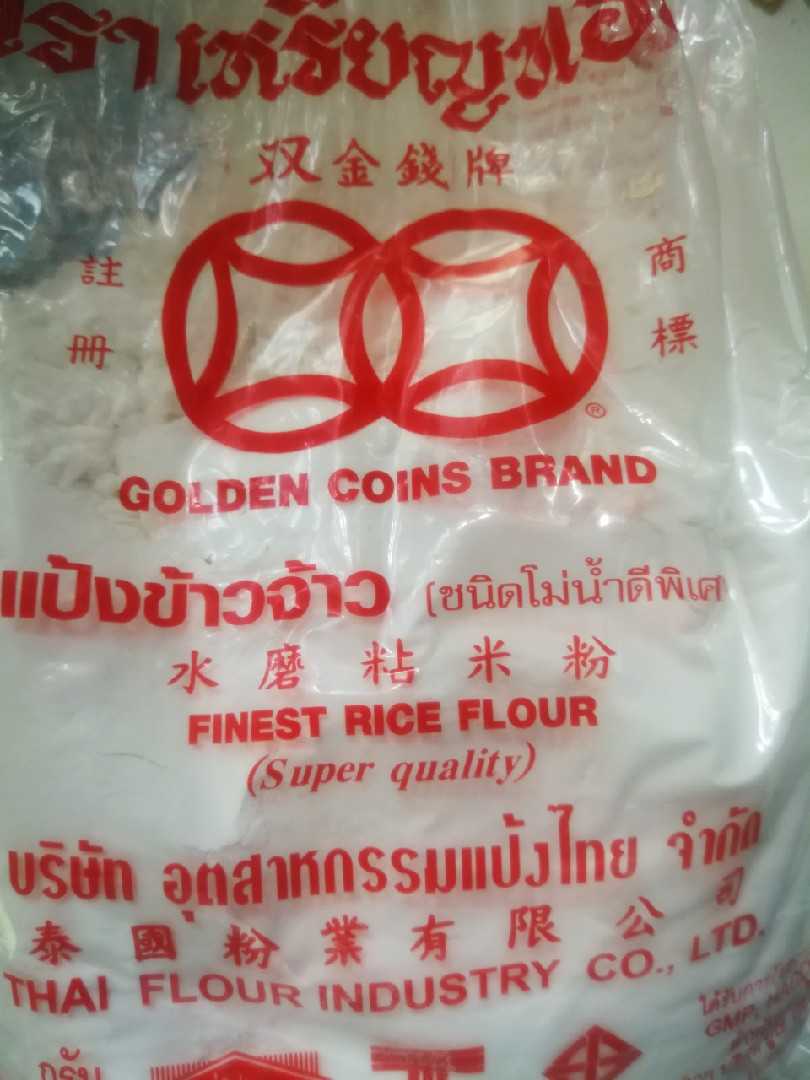 ตราเหรียญทอง
双金錢牌
註冊
商標
®
GOLDEN COINS BRAND
แป้งข้าวจ้าว (ชนิดโม่น้ำดีพิเศ
水磨粘米粉
FINEST RICE FLOUR
(Super quality)
บริษัท อุตสาหกรรมแป้งไทย จำกัด
泰國粉業有限公司
THAI FLOUR INDUSTRY CO., LTD.
GMP,